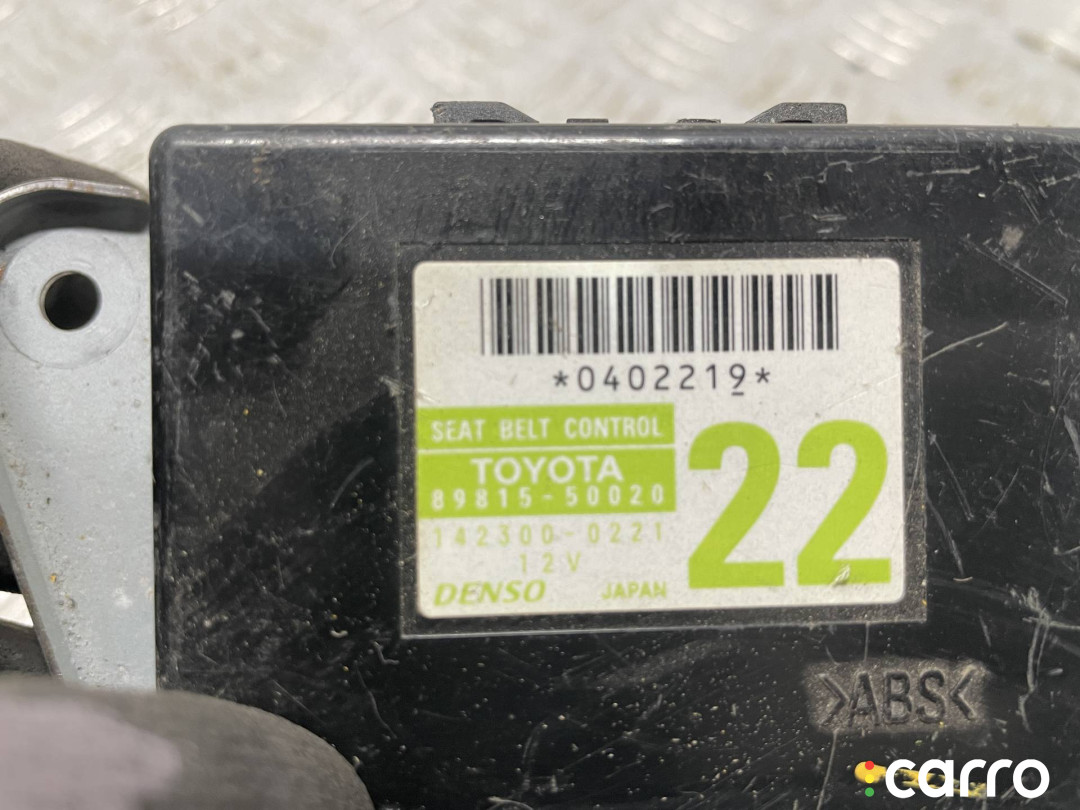 *0402219*
SEAT BELT CONTROL
TOYOTA
89815-50020
142300-0221
12V
DENSO JAPAN
22
>ABS<
carro